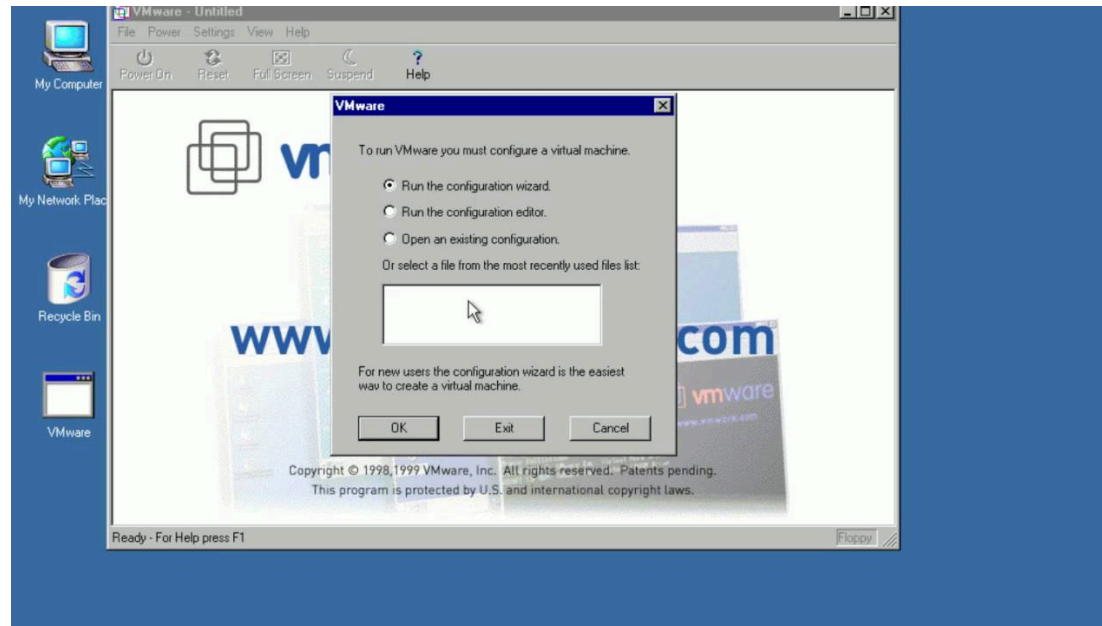 VMware - Untitled
File Power Settings View Help
Power On Reset Full Screen Suspend Help
My Computer
My Network Plac
Recycle Bin
VMware
VMware
To run VMware you must configure a virtual machine.
Run the configuration wizard.
Run the configuration editor.
Open an existing configuration.
Or select a file from the most recently used files list:
For new users the configuration wizard is the easiest
way to create a virtual machine.
OK Exit Cancel
www com
vmware
www.vmware.com
Copyright © 1998,1999 VMware, Inc. All rights reserved. Patents pending.
This program is protected by U.S. and international copyright laws.
Ready - For Help press F1
Floppy